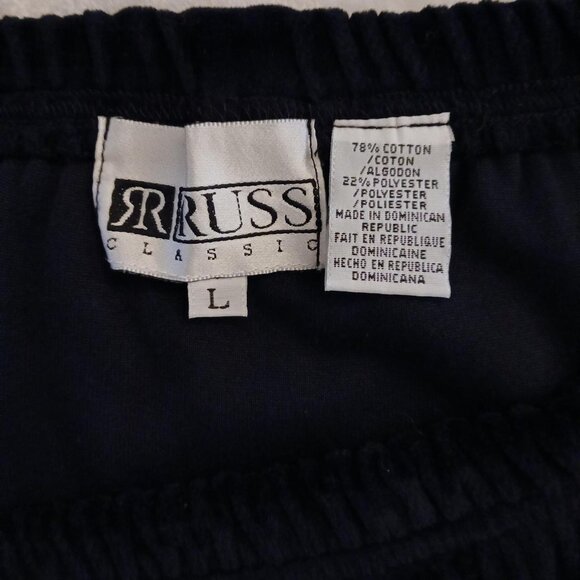 RR RUSS
CLASSIC
L
78% COTTON
/COTON
/ALGODON
22% POLYESTER
/POLYESTER
/POLIESTER
MADE IN DOMINICAN
REPUBLIC
FAIT EN REPUBLIQUE
DOMINICAINE
HECHO EN REPUBLICA
DOMINICANA